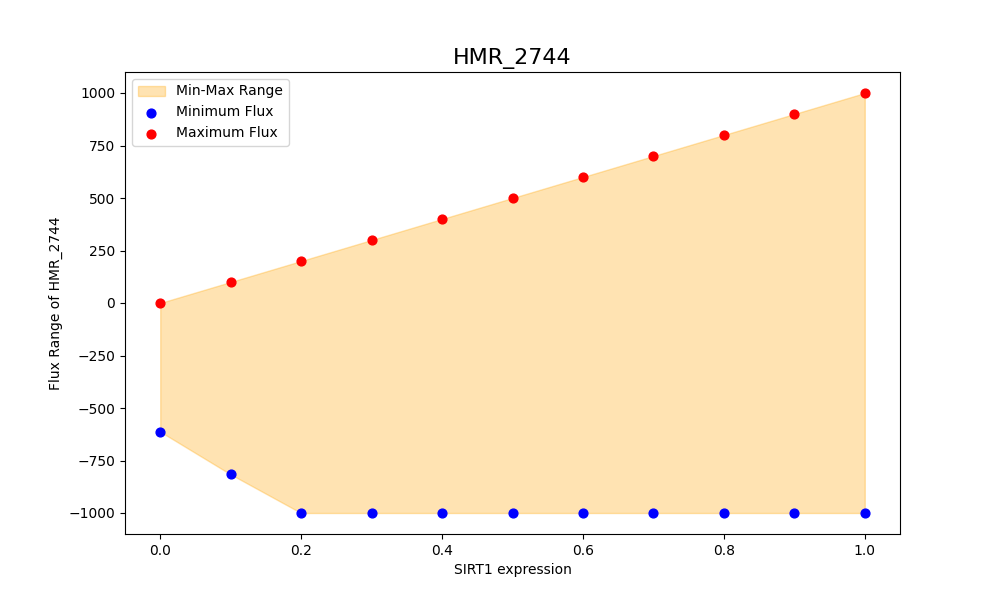 HMR_2744
Min-Max Range
Minimum Flux
Maximum Flux
1000
750
500
250
0
−250
−500
−750
−1000
Flux Range of HMR_2744
0.0 0.2 0.4 0.6 0.8 1.0
SIRT1 expression